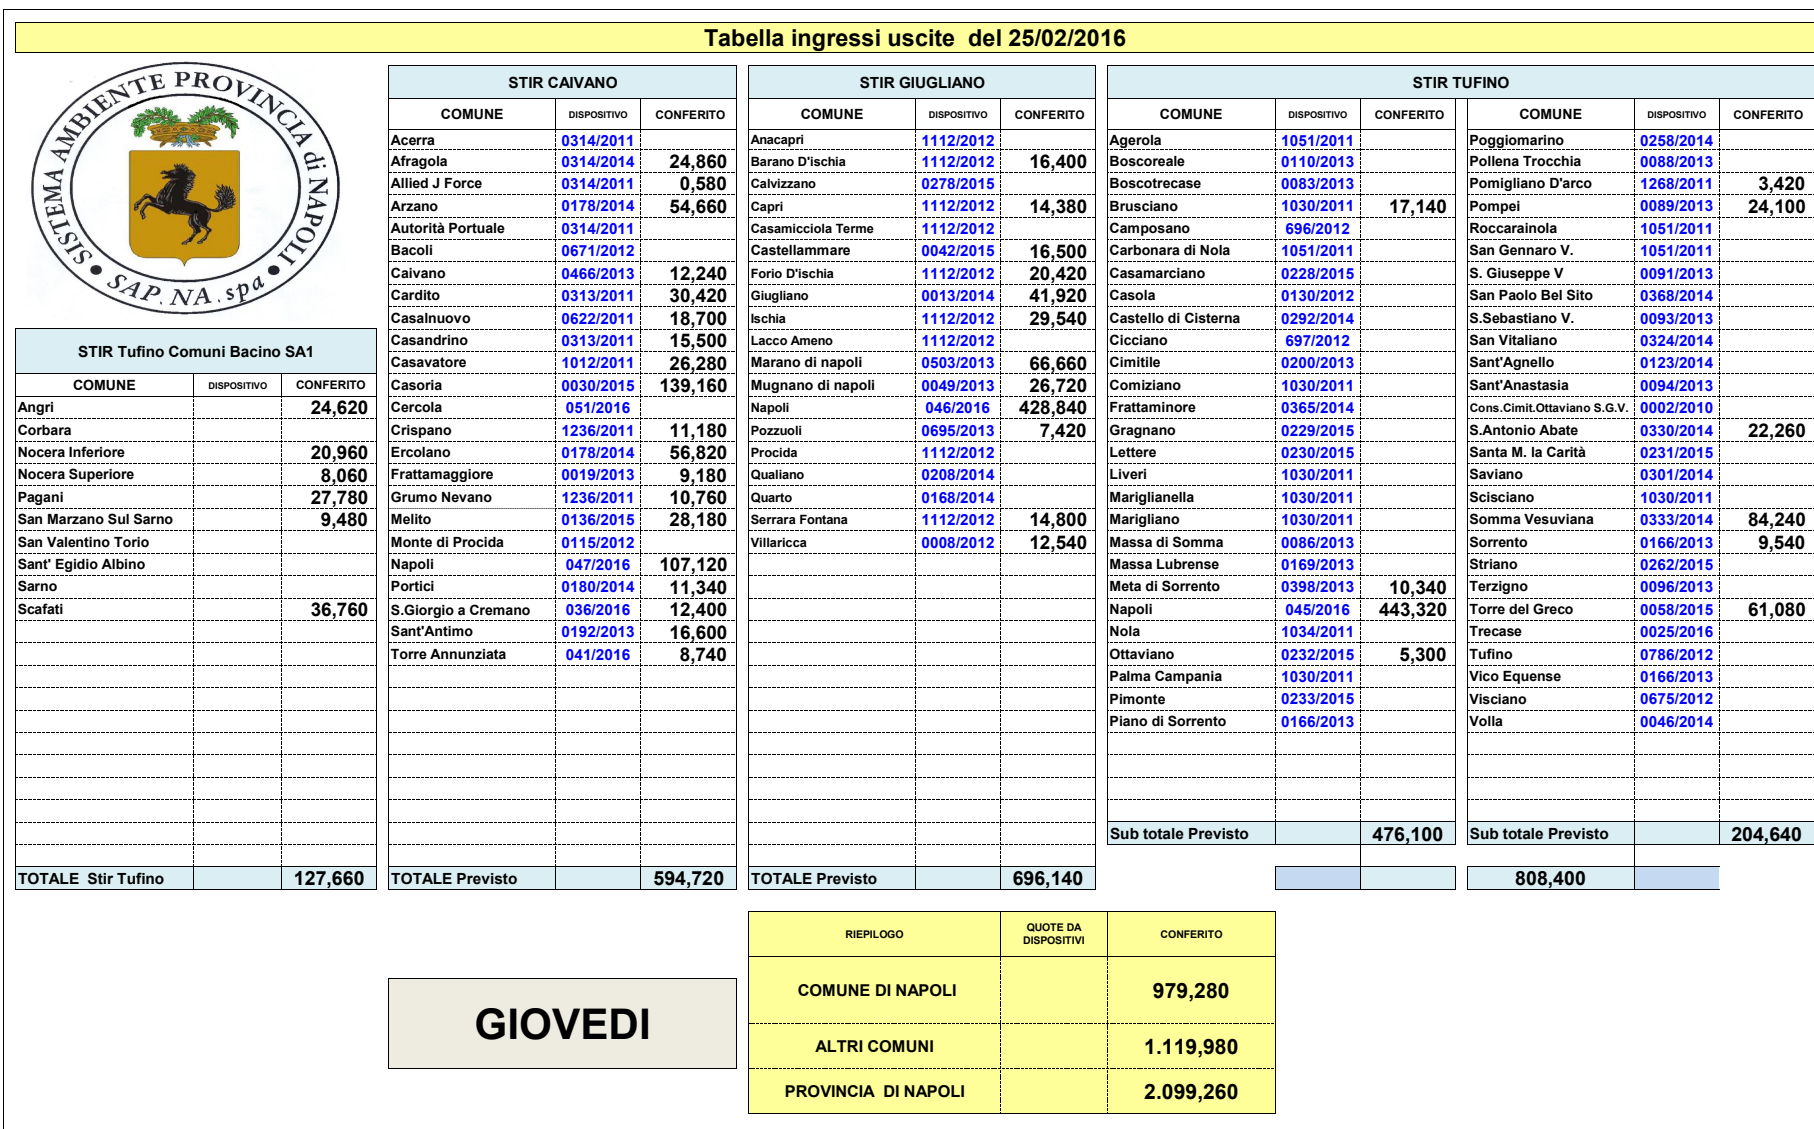 Tabella ingressi uscite  del 25/02/2016
SISTEMA AMBIENTE PROVINCIA di NAPOLI
SAP.NA.spa
STIR Tufino Comuni Bacino SA1
COMUNE DISPOSITIVO CONFERITO
Angri 24,620
Corbara
Nocera Inferiore 20,960
Nocera Superiore 8,060
Pagani 27,780
San Marzano Sul Sarno 9,480
San Valentino Torio
Sant' Egidio Albino
Sarno
Scafati 36,760
TOTALE  Stir Tufino 127,660
STIR CAIVANO
COMUNE DISPOSITIVO CONFERITO
Acerra 0314/2011
Afragola 0314/2014 24,860
Allied J Force 0314/2011 0,580
Arzano 0178/2014 54,660
Autorità Portuale 0314/2011
Bacoli 0671/2012
Caivano 0466/2013 12,240
Cardito 0313/2011 30,420
Casalnuovo 0622/2011 18,700
Casandrino 0313/2011 15,500
Casavatore 1012/2011 26,280
Casoria 0030/2015 139,160
Cercola 051/2016
Crispano 1236/2011 11,180
Ercolano 0178/2014 56,820
Frattamaggiore 0019/2013 9,180
Grumo Nevano 1236/2011 10,760
Melito 0136/2015 28,180
Monte di Procida 0115/2012
Napoli 047/2016 107,120
Portici 0180/2014 11,340
S.Giorgio a Cremano 036/2016 12,400
Sant'Antimo 0192/2013 16,600
Torre Annunziata 041/2016 8,740
TOTALE Previsto 594,720
STIR GIUGLIANO
COMUNE DISPOSITIVO CONFERITO
Anacapri 1112/2012
Barano D'ischia 1112/2012 16,400
Calvizzano 0278/2015
Capri 1112/2012 14,380
Casamicciola Terme 1112/2012
Castellammare 0042/2015 16,500
Forio D'ischia 1112/2012 20,420
Giugliano 0013/2014 41,920
Ischia 1112/2012 29,540
Lacco Ameno 1112/2012
Marano di napoli 0503/2013 66,660
Mugnano di napoli 0049/2013 26,720
Napoli 046/2016 428,840
Pozzuoli 0695/2013 7,420
Procida 1112/2012
Qualiano 0208/2014
Quarto 0168/2014
Serrara Fontana 1112/2012 14,800
Villaricca 0008/2012 12,540
TOTALE Previsto 696,140
STIR TUFINO
COMUNE DISPOSITIVO CONFERITO
Agerola 1051/2011
Boscoreale 0110/2013
Boscotrecase 0083/2013
Brusciano 1030/2011 17,140
Camposano 696/2012
Carbonara di Nola 1051/2011
Casamarciano 0228/2015
Casola 0130/2012
Castello di Cisterna 0292/2014
Cicciano 697/2012
Cimitile 0200/2013
Comiziano 1030/2011
Frattaminore 0365/2014
Gragnano 0229/2015
Lettere 0230/2015
Liveri 1030/2011
Mariglianella 1030/2011
Marigliano 1030/2011
Massa di Somma 0086/2013
Massa Lubrense 0169/2013
Meta di Sorrento 0398/2013 10,340
Napoli 045/2016 443,320
Nola 1034/2011
Ottaviano 0232/2015 5,300
Palma Campania 1030/2011
Pimonte 0233/2015
Piano di Sorrento 0166/2013
Sub totale Previsto 476,100
COMUNE DISPOSITIVO CONFERITO
Poggiomarino 0258/2014
Pollena Trocchia 0088/2013
Pomigliano D'arco 1268/2011 3,420
Pompei 0089/2013 24,100
Roccarainola 1051/2011
San Gennaro V. 1051/2011
S. Giuseppe V 0091/2013
San Paolo Bel Sito 0368/2014
S.Sebastiano V. 0093/2013
San Vitaliano 0324/2014
Sant'Agnello 0123/2014
Sant'Anastasia 0094/2013
Cons.Cimit.Ottaviano S.G.V. 0002/2010
S.Antonio Abate 0330/2014 22,260
Santa M. la Carità 0231/2015
Saviano 0301/2014
Scisciano 1030/2011
Somma Vesuviana 0333/2014 84,240
Sorrento 0166/2013 9,540
Striano 0262/2015
Terzigno 0096/2013
Torre del Greco 0058/2015 61,080
Trecase 0025/2016
Tufino 0786/2012
Vico Equense 0166/2013
Visciano 0675/2012
Volla 0046/2014
Sub totale Previsto 204,640
808,400
GIOVEDI
RIEPILOGO QUOTE DA DISPOSITIVI CONFERITO
COMUNE DI NAPOLI 979,280
ALTRI COMUNI 1.119,980
PROVINCIA  DI NAPOLI 2.099,260